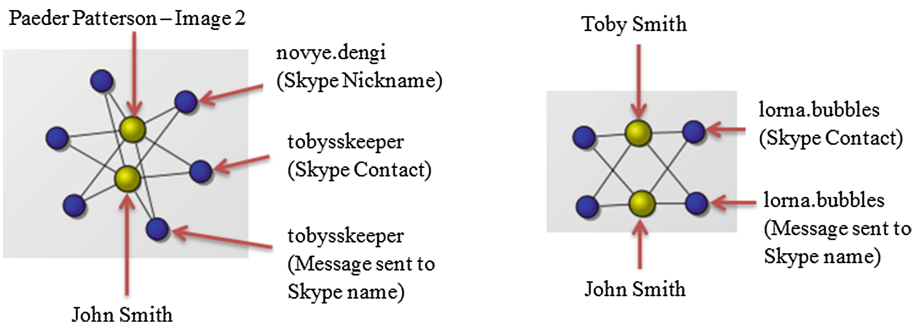 Paeder Patterson – Image 2
novye.dengi
(Skype Nickname)
tobysskeeper
(Skype Contact)
tobysskeeper
(Message sent to
Skype name)
John Smith
Toby Smith
lorna.bubbles
(Skype Contact)
lorna.bubbles
(Message sent to
Skype name)
John Smith